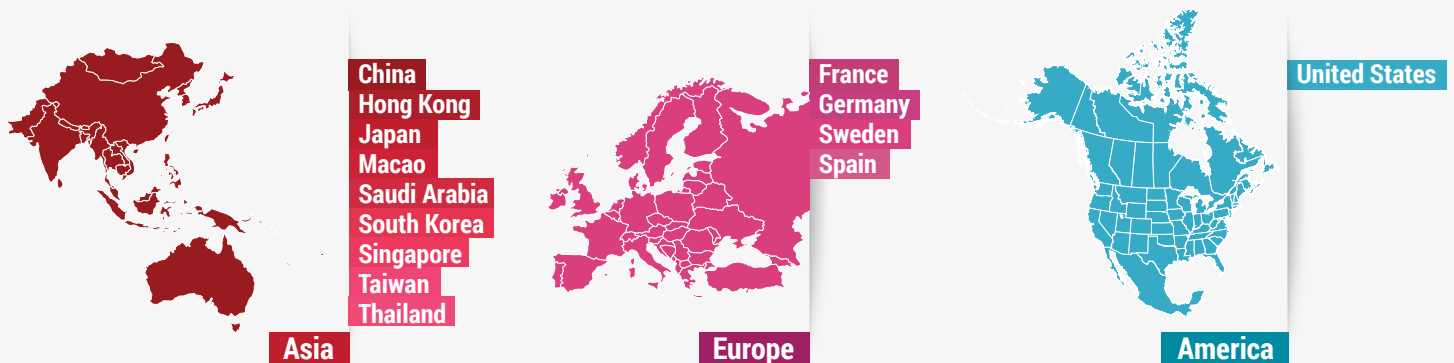 China
Hong Kong
Japan
Macao
Saudi Arabia
South Korea
Singapore
Taiwan
Thailand
Asia
France
Germany
Sweden
Spain
Europe
United States
America